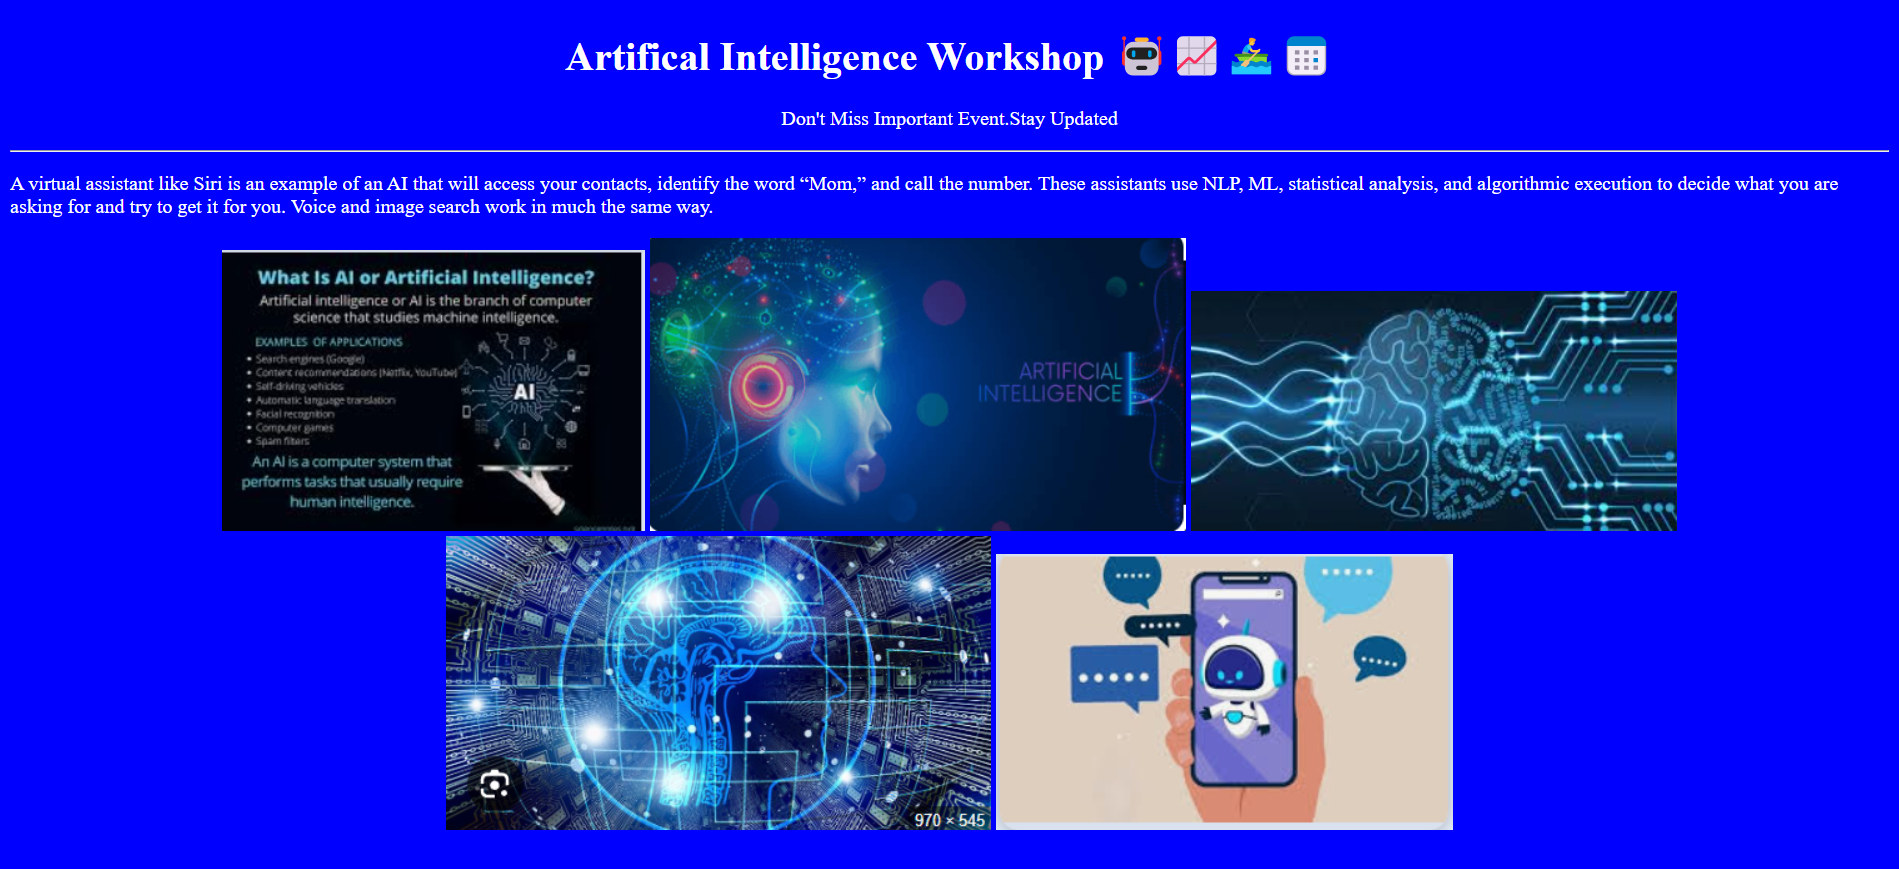 Artifical Intelligence Workshop
Don't Miss Important Event.Stay Updated
A virtual assistant like Siri is an example of an AI that will access your contacts, identify the word “Mom,” and call the number. These assistants use NLP, ML, statistical analysis, and algorithmic execution to decide what you are
asking for and try to get it for you. Voice and image search work in much the same way.
What Is AI or Artificial Intelligence?
Artificial intelligence or AI is the branch of computer
science that studies machine intelligence.
EXAMPLES OF APPLICATIONS
• Search engines (Google)
• Content recommendations (Netflix, YouTube)
• Self-driving vehicles
• Automatic language translation
• Facial recognition
• Computer games
• Spam filters
AI
An AI is a computer system that
performs tasks that usually require
human intelligence.
ARTIFICIAL
INTELLIGENCE
970 × 545